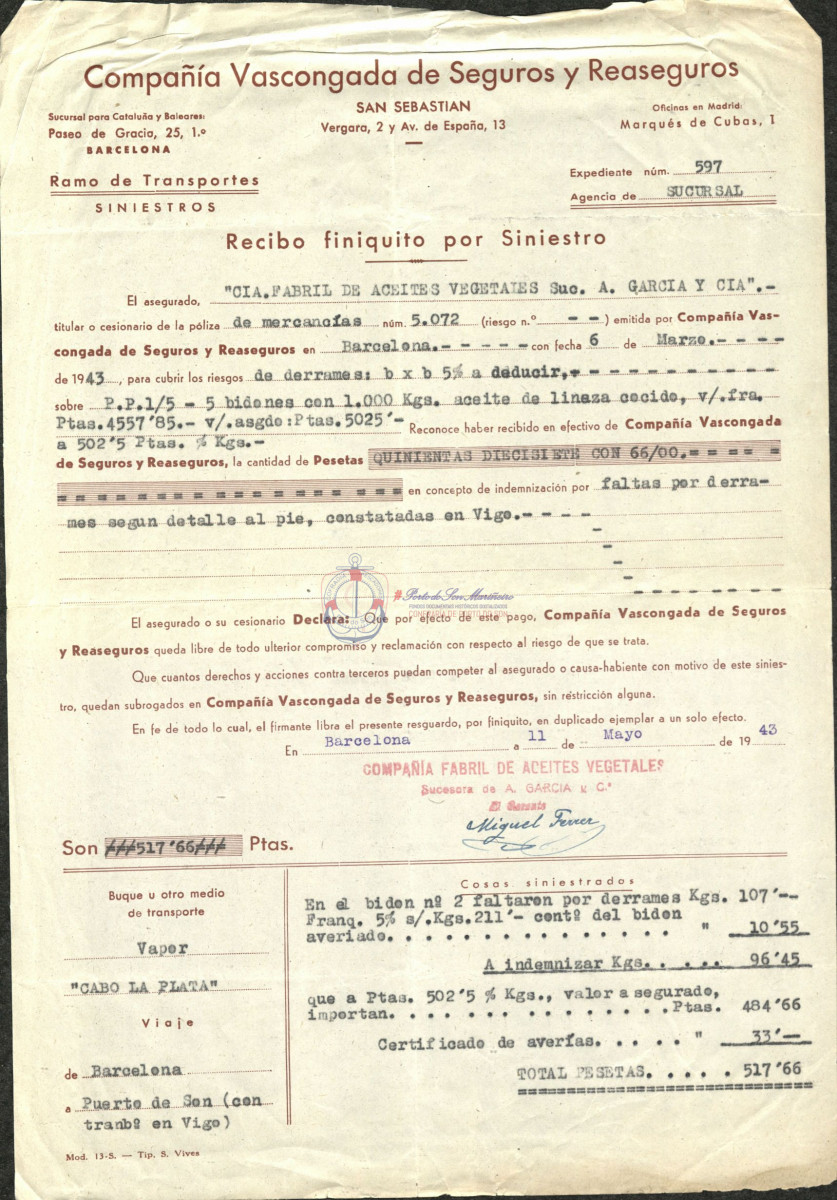 Compañía Vascongada de Seguros y Reaseguros
SAN SEBASTIAN
Vergara, 2 y Av. de España, 13
Sucursal para Cataluña y Baleares:
Paseo de Gracia, 25, 1.º
BARCELONA
Oficinas en Madrid:
Marqués de Cubas, 1
Ramo de Transportes
SINIESTROS
Expediente núm. 597
Agencia de SUCURSAL
Recibo finiquito por Siniestro
El asegurado, "CIA.FABRIL DE ACEITES VEGETALES Suc. A. GARCIA Y CIA".-
titular o cesionario de la póliza de mercancías núm. 5.072 (riesgo n.º - -) emitida por Compañía Vas-
congada de Seguros y Reaseguros en Barcelona.- - - - - con fecha 6 de Marzo.- - - -
de 1943, para cubrir los riesgos de derrames: b x b 5% a deducir,- - - - - - - - - - -
sobre P.P.1/5 - 5 bidones con 1.000 Kgs. aceite de linaza cocido, v/.fra.
Ptas.4557'85.- v/.asgdo:Ptas.5025'- Reconoce haber recibido en efectivo de Compañía Vascongada
a 502'5 Ptas. % Kgs.-
de Seguros y Reaseguros, la cantidad de Pesetas QUINIENTAS DIECISIETE CON 66/00.= = = = =
= = = = = = = = = = = = = = = en concepto de indemnización por faltas por derra-
mes segun detalle al pie, constatadas en Vigo.- - - -
# Porto do Son Mariñeiro
FONDOS DOCUMENTAIS HISTÓRICOS DIGITALIZADOS
El asegurado o su cesionario Declara: Que por efecto de este pago, Compañía Vascongada de Seguros
y Reaseguros queda libre de todo ulterior compromiso y reclamación con respecto al riesgo de que se trata.
Que cuantos derechos y acciones contra terceros puedan competer al asegurado o causa-habiente con motivo de este sinies-
tro, quedan subrogados en Compañía Vascongada de Seguros y Reaseguros, sin restricción alguna.
En fe de todo lo cual, el firmante libra el presente resguardo, por finiquito, en duplicado ejemplar a un solo efecto.
En Barcelona a 11 de Mayo de 1943
COMPAÑIA FABRIL DE ACEITES VEGETALES
Sucesora de A. GARCIA y C.ª
El Gerente
Miguel Ferrer
Son ///517'66/// Ptas.
Buque u otro medio
de transporte
Vapor
"CABO LA PLATA"
Viaje
de Barcelona
a Puerto de Son (con
tranbº en Vigo)
Cosas siniestradas
En el bidon nº 2 faltaron por derrames Kgs. 107'--
Franq. 5% s/.Kgs.211'- contº del bidon
averiado. . . . . . . . . . . . . . . " 10'55
A indemnizar Kgs. . . . . 96'45
que a Ptas. 502'5 % Kgs., valor asegurado,
importan. . . . . . . . . . . . . . . Ptas. 484'66
Certificado de averías. . . . . " 33'--
TOTAL PESETAS. . . . . 517'66
Mod. 13-S. — Tip. S. Vives